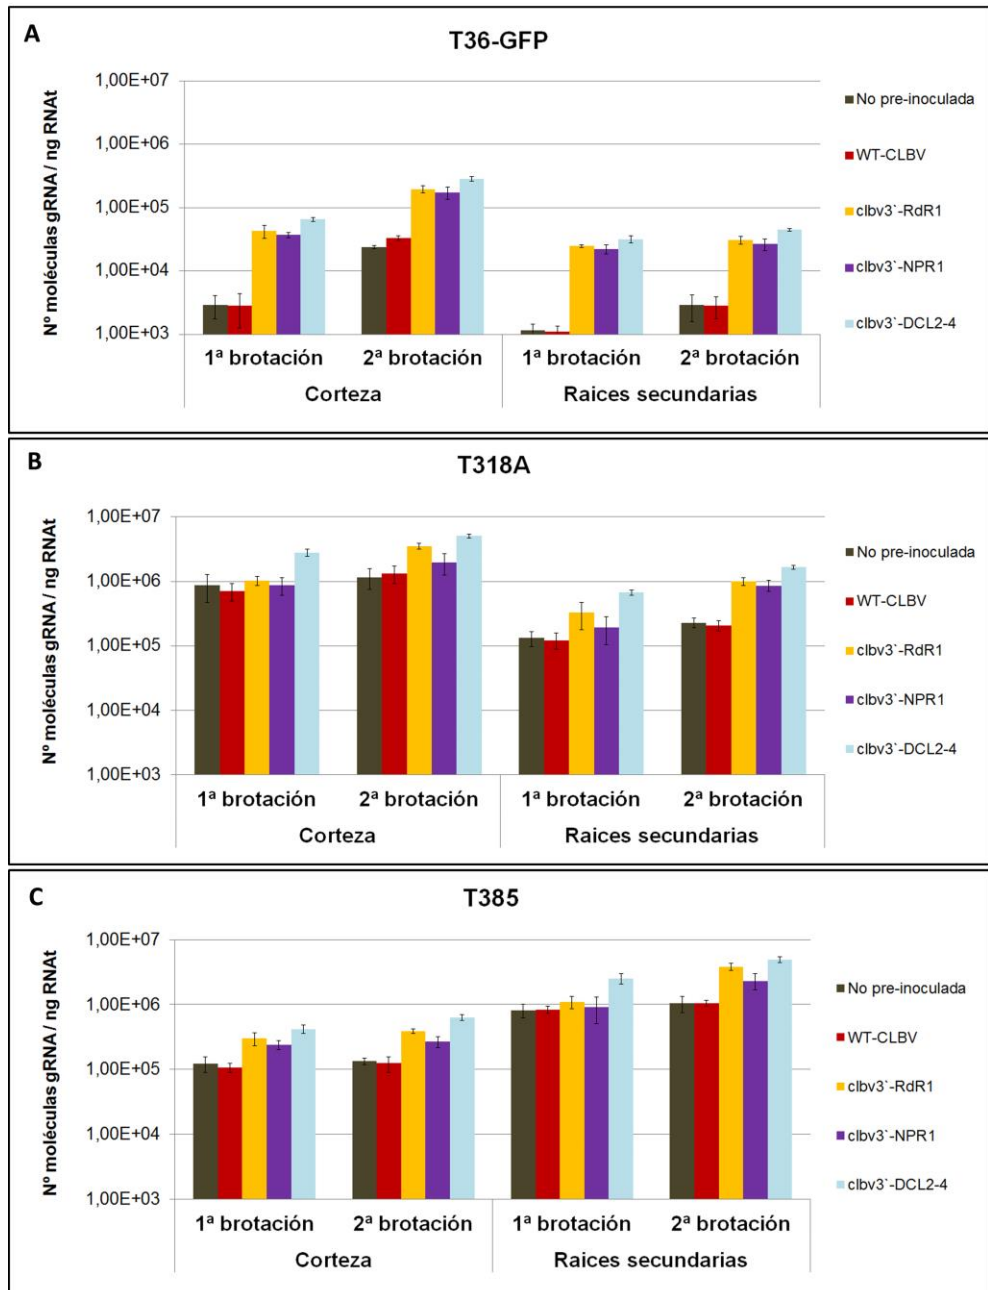 A
T36-GFP
Nº moléculas gRNA / ng RNAt
1,00E+07
1,00E+06
1,00E+05
1,00E+04
1,00E+03
1ª brotación
2ª brotación
1ª brotación
2ª brotación
Corteza
Raices secundarias
No pre-inoculada
WT-CLBV
clbv3`-RdR1
clbv3`-NPR1
clbv3`-DCL2-4
B
T318A
Nº moléculas gRNA / ng RNAt
1,00E+07
1,00E+06
1,00E+05
1,00E+04
1,00E+03
1ª brotación
2ª brotación
1ª brotación
2ª brotación
Corteza
Raices secundarias
No pre-inoculada
WT-CLBV
clbv3`-RdR1
clbv3`-NPR1
clbv3`-DCL2-4
C
T385
Nº moléculas gRNA / ng RNAt
1,00E+07
1,00E+06
1,00E+05
1,00E+04
1,00E+03
1ª brotación
2ª brotación
1ª brotación
2ª brotación
Corteza
Raices secundarias
No pre-inoculada
WT-CLBV
clbv3`-RdR1
clbv3`-NPR1
clbv3`-DCL2-4